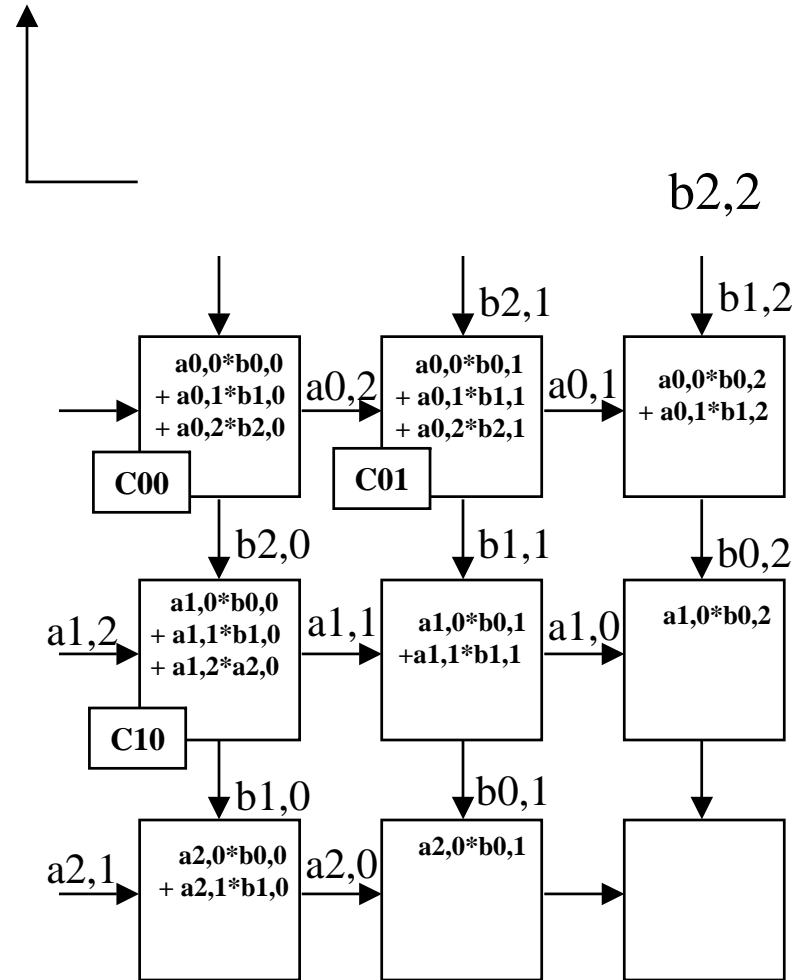 b2,2
b2,1
b1,2
a0,0*b0,0
+ a0,1*b1,0
+ a0,2*b2,0
a0,2
a0,0*b0,1
+ a0,1*b1,1
+ a0,2*b2,1
a0,1
a0,0*b0,2
+ a0,1*b1,2
C00
C01
b2,0
b1,1
b0,2
a1,2
a1,0*b0,0
+ a1,1*b1,0
+ a1,2*a2,0
a1,1
a1,0*b0,1
+a1,1*b1,1
a1,0
a1,0*b0,2
C10
b1,0
b0,1
a2,1
a2,0*b0,0
+ a2,1*b1,0
a2,0
a2,0*b0,1